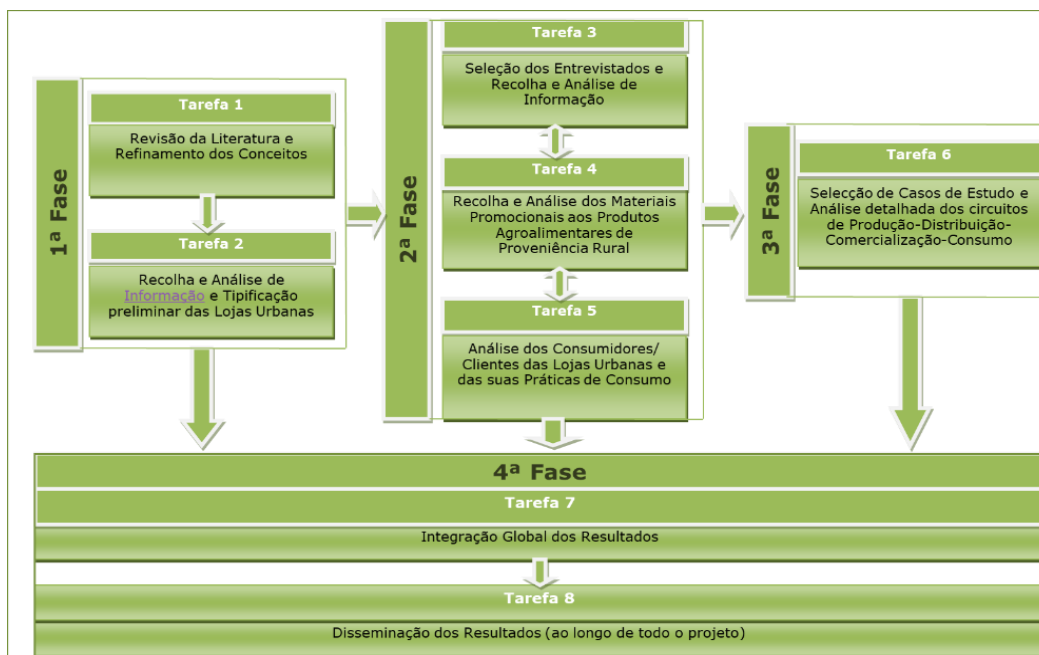 1ª Fase
Tarefa 1
Revisão da Literatura e
Refinamento dos Conceitos
Tarefa 2
Recolha e Análise de
Informação e Tipificação
preliminar das Lojas Urbanas
2ª Fase
Tarefa 3
Seleção dos Entrevistados e
Recolha e Análise de
Informação
Tarefa 4
Recolha e Análise dos Materiais
Promocionais aos Produtos
Agroalimentares de
Proveniência Rural
Tarefa 5
Análise dos Consumidores/
Clientes das Lojas Urbanas e
das suas Práticas de Consumo
3ª Fase
Tarefa 6
Selecção de Casos de Estudo e
Análise detalhada dos circuitos
de Produção-Distribuição-
Comercialização-Consumo
4ª Fase
Tarefa 7
Integração Global dos Resultados
Tarefa 8
Disseminação dos Resultados (ao longo de todo o projeto)